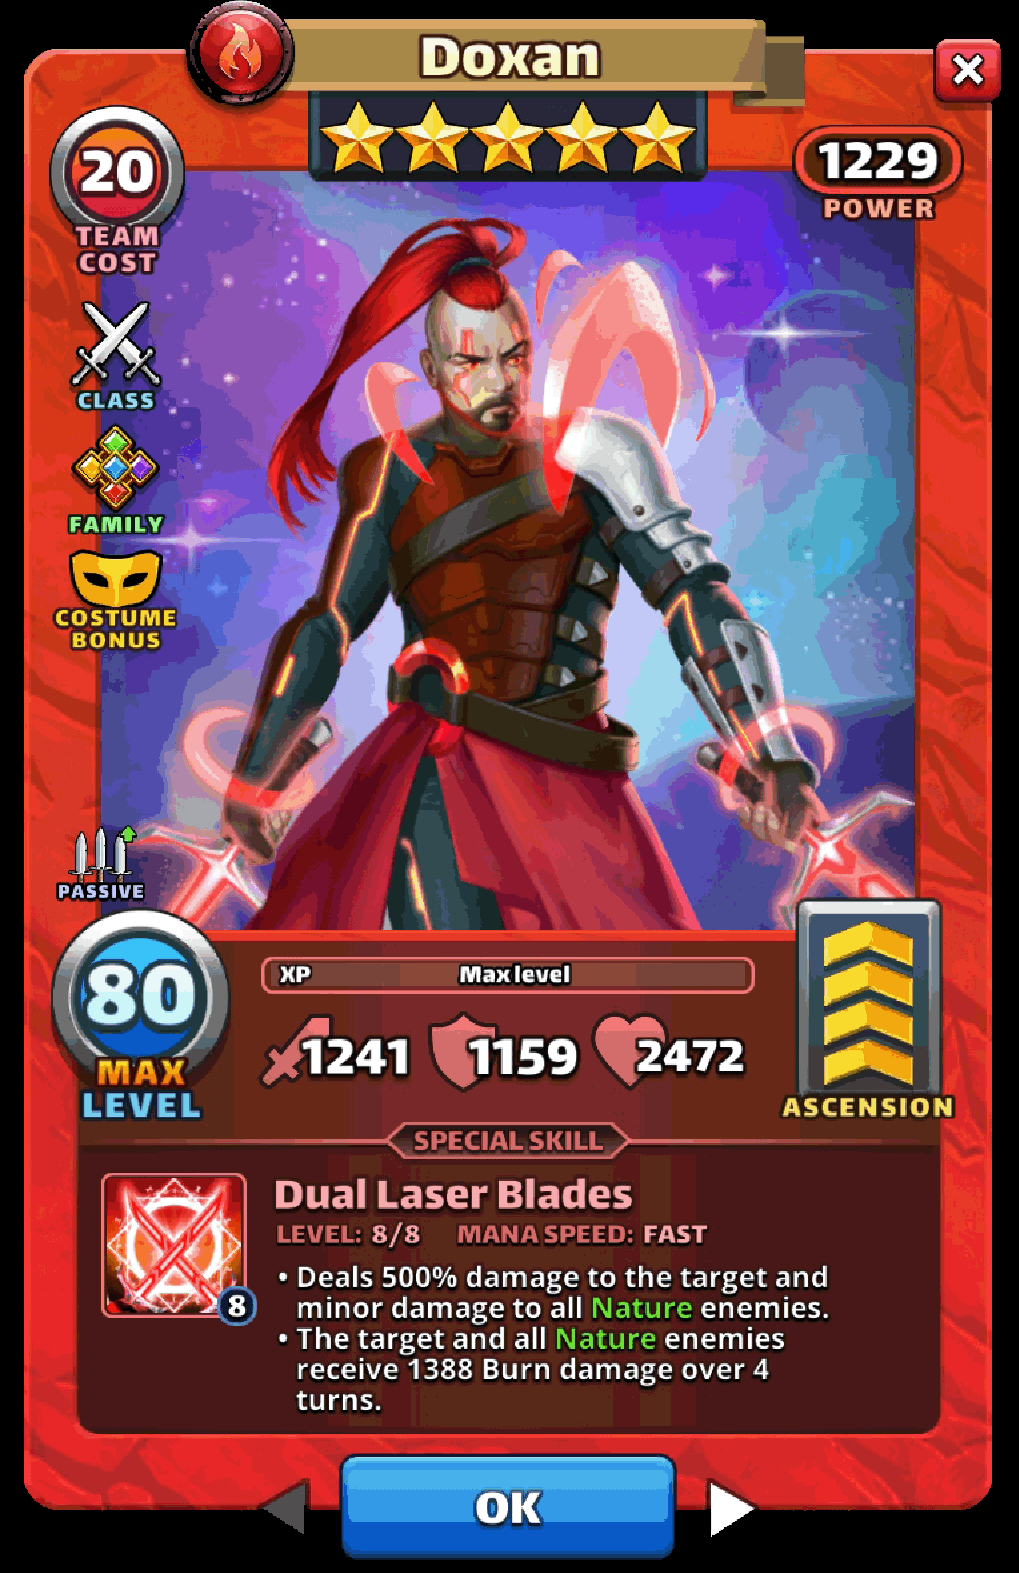 Doxan
20
TEAM
COST
1229
POWER
CLASS
FAMILY
COSTUME
BONUS
PASSIVE
80
MAX
LEVEL
XP
Max level
1241
1159
2472
ASCENSION
SPECIAL SKILL
Dual Laser Blades
LEVEL: 8/8 MANA SPEED: FAST
8
• Deals 500% damage to the target and
minor damage to all Nature enemies.
• The target and all Nature enemies
receive 1388 Burn damage over 4
turns.
OK